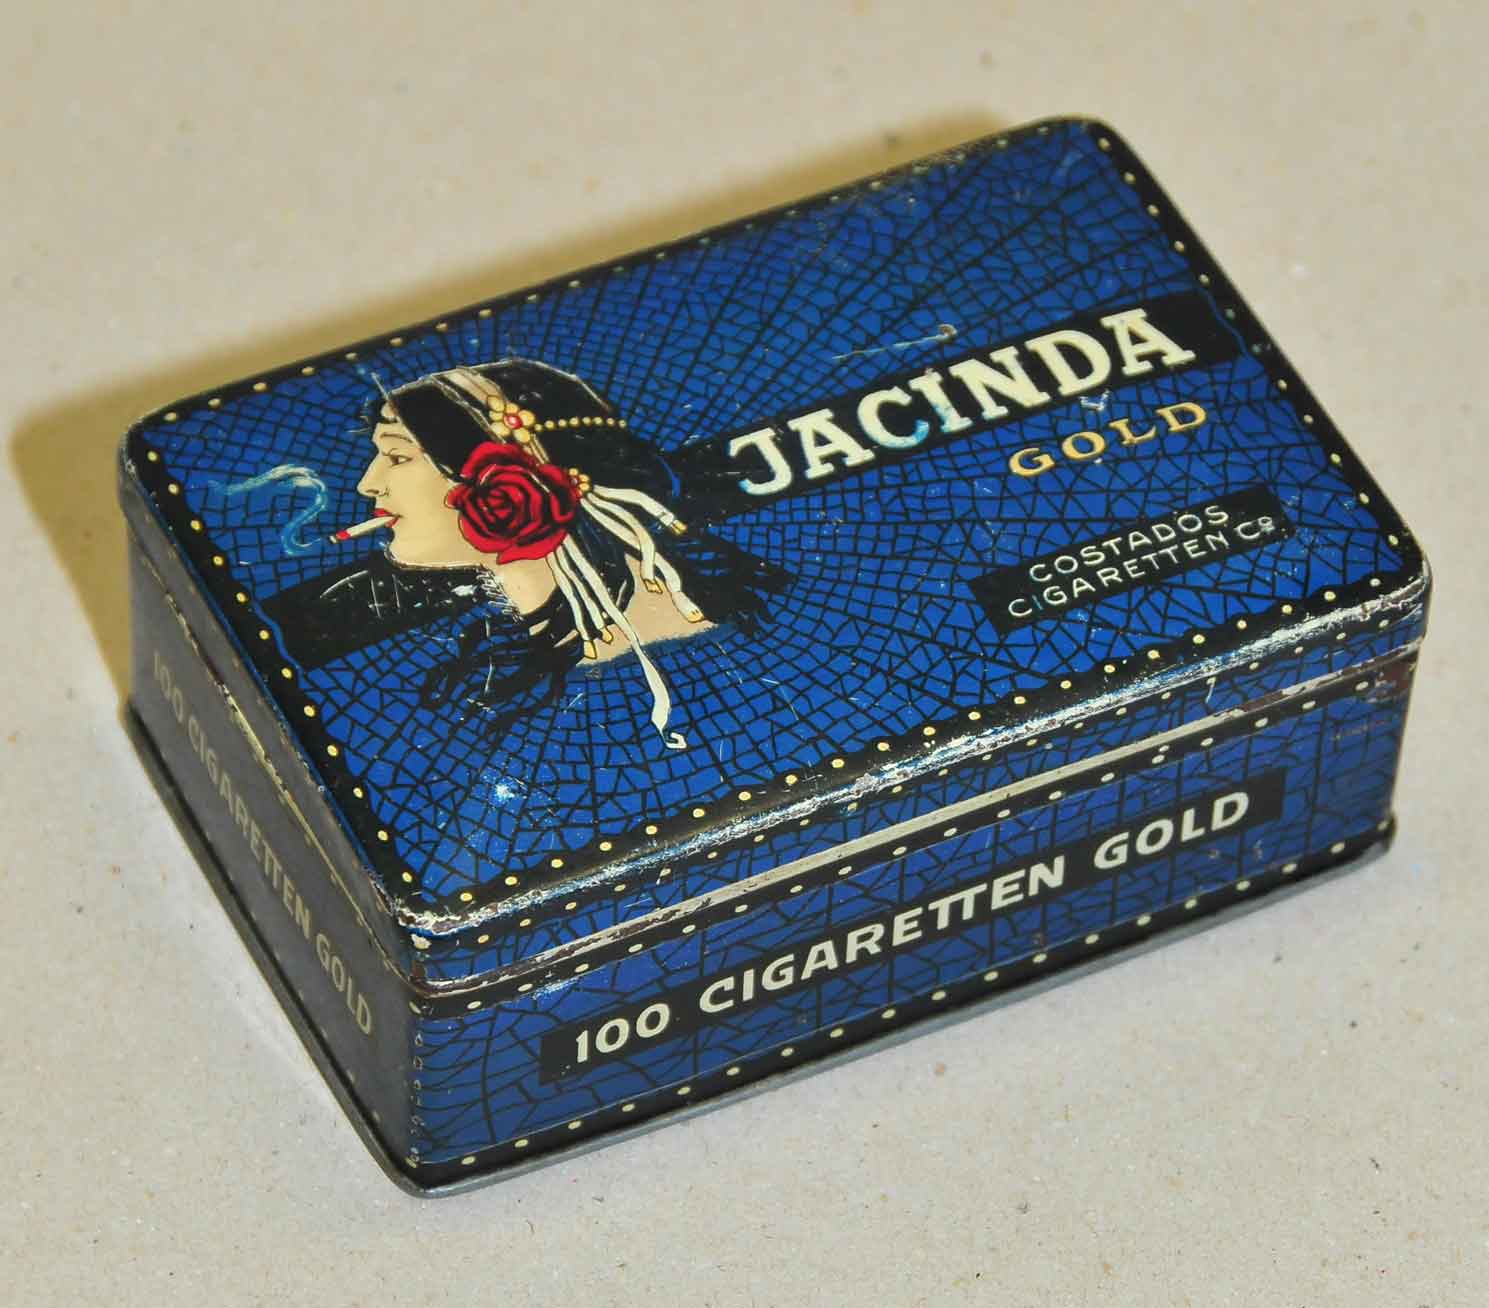 JACINDA
GOLD
COSTADOS
CIGARETTEN Cº
100 CIGARETTEN GOLD
100 CIGARETTEN GOLD